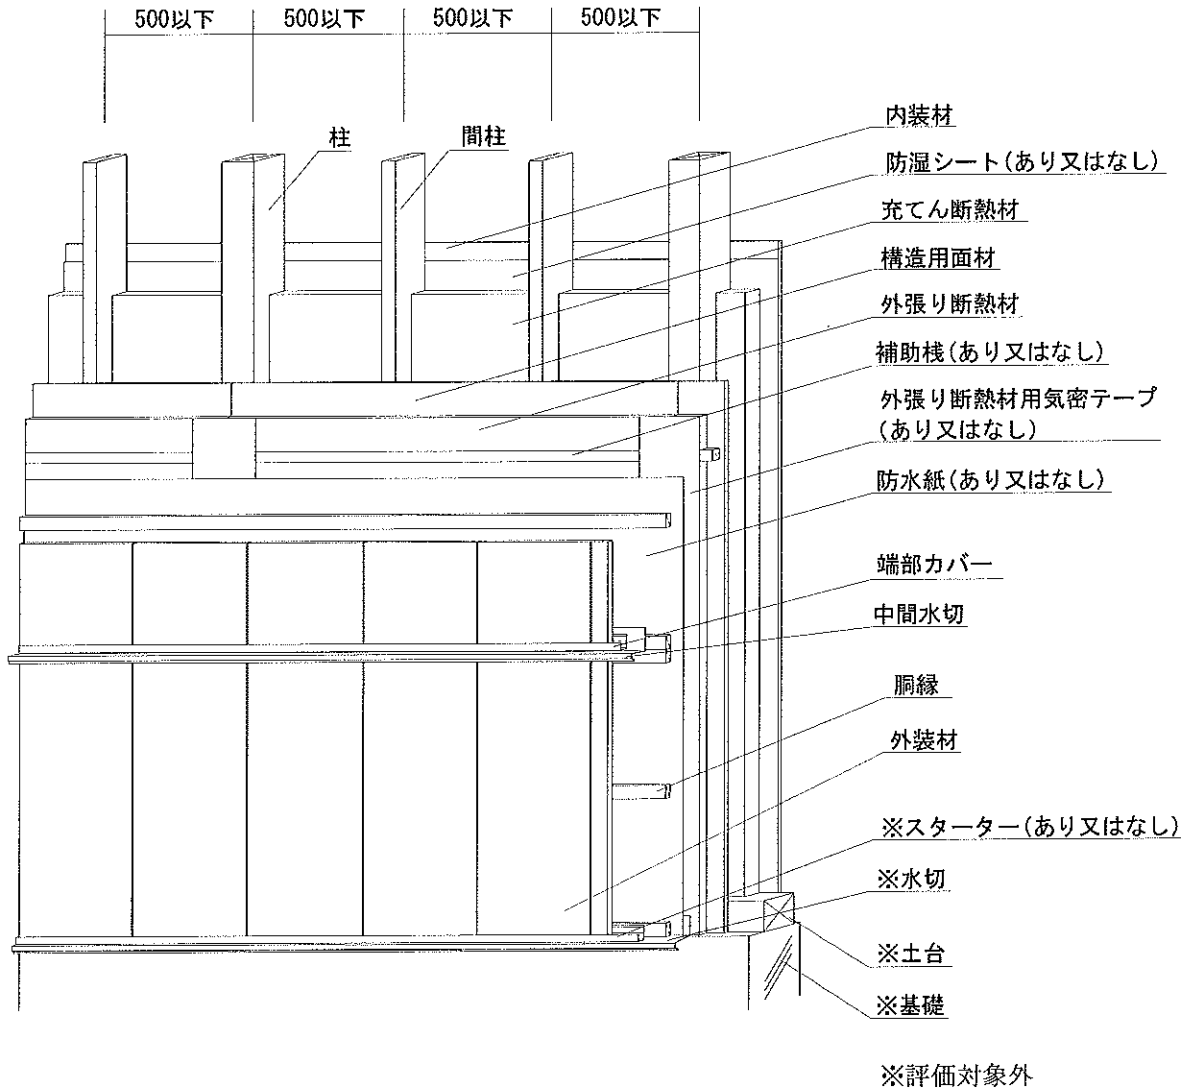 500以下 500以下 500以下 500以下
柱
間柱
内装材
防湿シート(あり又はなし)
充てん断熱材
構造用面材
外張り断熱材
補助桟(あり又はなし)
外張り断熱材用気密テープ
(あり又はなし)
防水紙(あり又はなし)
端部カバー
中間水切
胴縁
外装材
※スターター(あり又はなし)
※水切
※土台
※基礎
※評価対象外